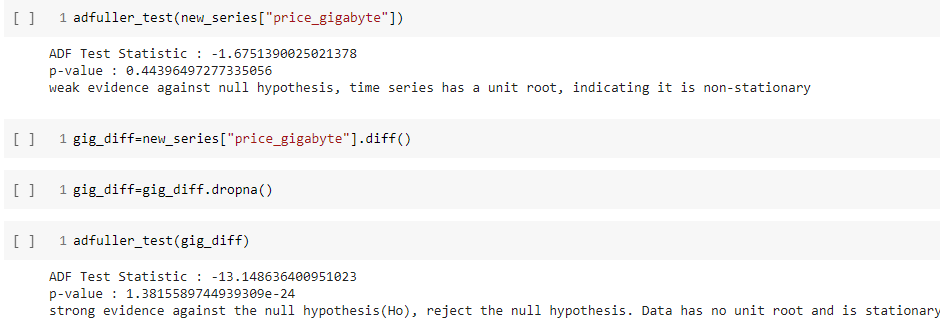 [ ] 1 adfuller_test(new_series["price_gigabyte"])
ADF Test Statistic : -1.6751390025021378
p-value : 0.44396497277335056
weak evidence against null hypothesis, time series has a unit root, indicating it is non-stationary
[ ] 1 gig_diff=new_series["price_gigabyte"].diff()
[ ] 1 gig_diff=gig_diff.dropna()
[ ] 1 adfuller_test(gig_diff)
ADF Test Statistic : -13.148636400951023
p-value : 1.3815589744939309e-24
strong evidence against the null hypothesis(Ho), reject the null hypothesis. Data has no unit root and is stationary